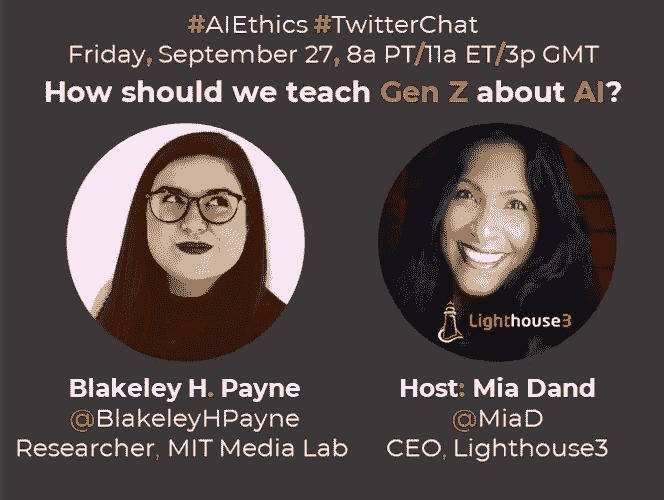 #AIEthics #TwitterChat
Friday, September 27, 8a PT/11a ET/3p GMT
How should we teach Gen Z about AI?
Lighthouse3
Blakeley H. Payne
@BlakeleyHPayne
Researcher, MIT Media Lab
Host: Mia Dand
@MiaD
CEO, Lighthouse3